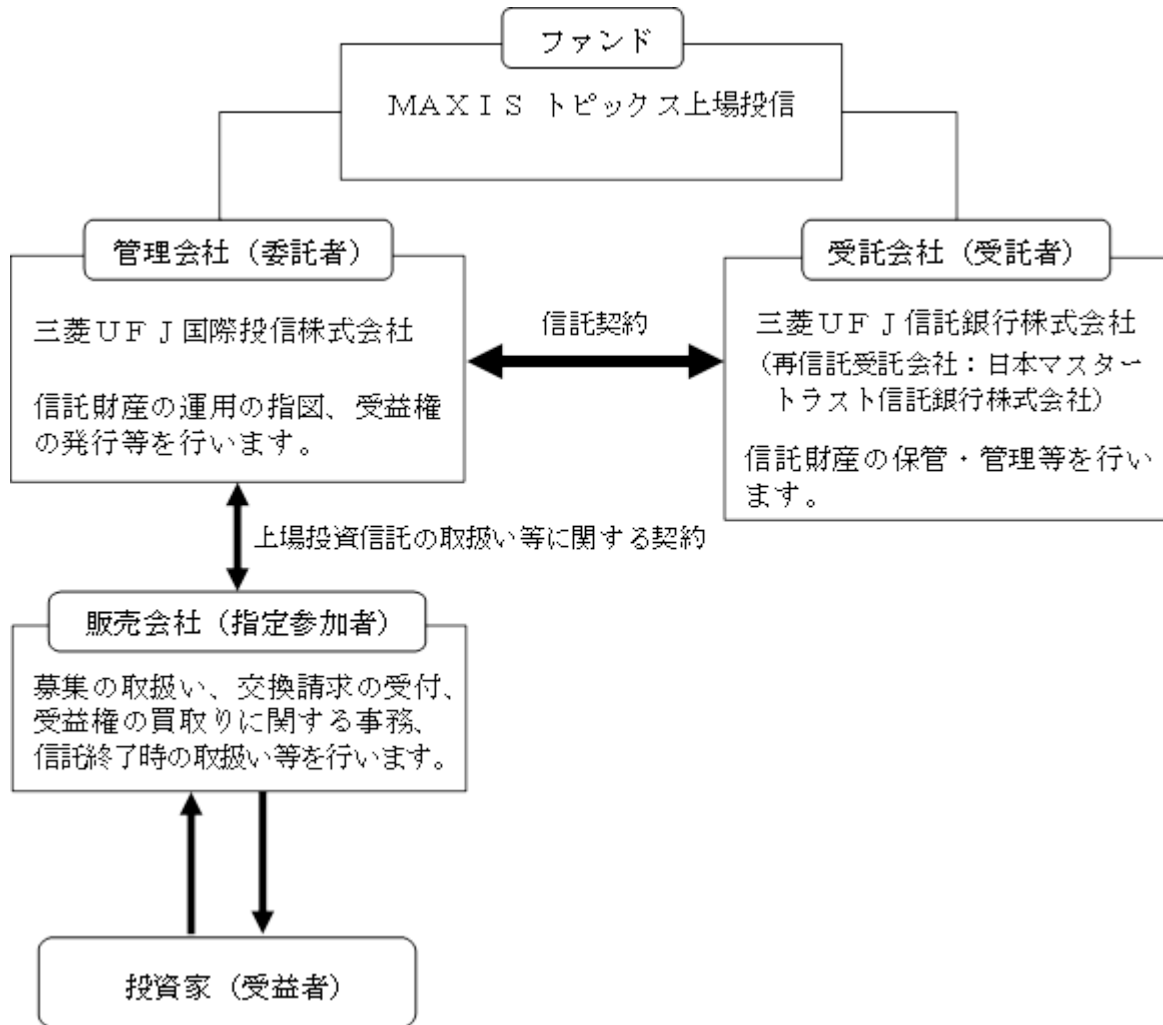 ファンド
ＭＡＸＩＳ トピックス上場投信
管理会社（委託者）
三菱ＵＦＪ国際投信株式会社
信託財産の運用の指図、受益権
の発行等を行います。
信託契約
受託会社（受託者）
三菱ＵＦＪ信託銀行株式会社
（再信託受託会社：日本マスター
トラスト信託銀行株式会社）
信託財産の保管・管理等を行い
ます。
上場投資信託の取扱い等に関する契約
販売会社（指定参加者）
募集の取扱い、交換請求の受付、
受益権の買取りに関する事務、
信託終了時の取扱い等を行います。
投資家（受益者）